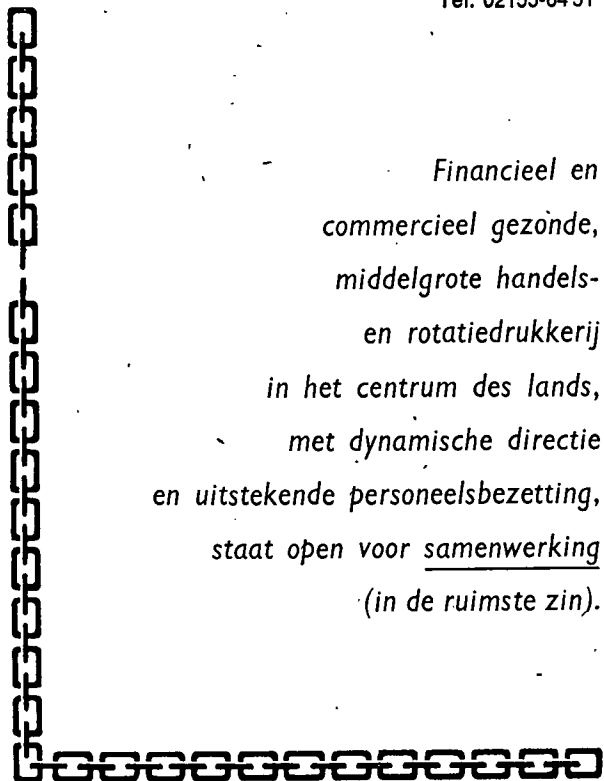 Financieel en
commercieel gezonde,
middelgrote handels-
en rotatiedrukkerij
in het centrum des lands,
met dynamische directie
en uitstekende personeelsbezetting,
staat open voor samenwerking
(in de ruimste zin).